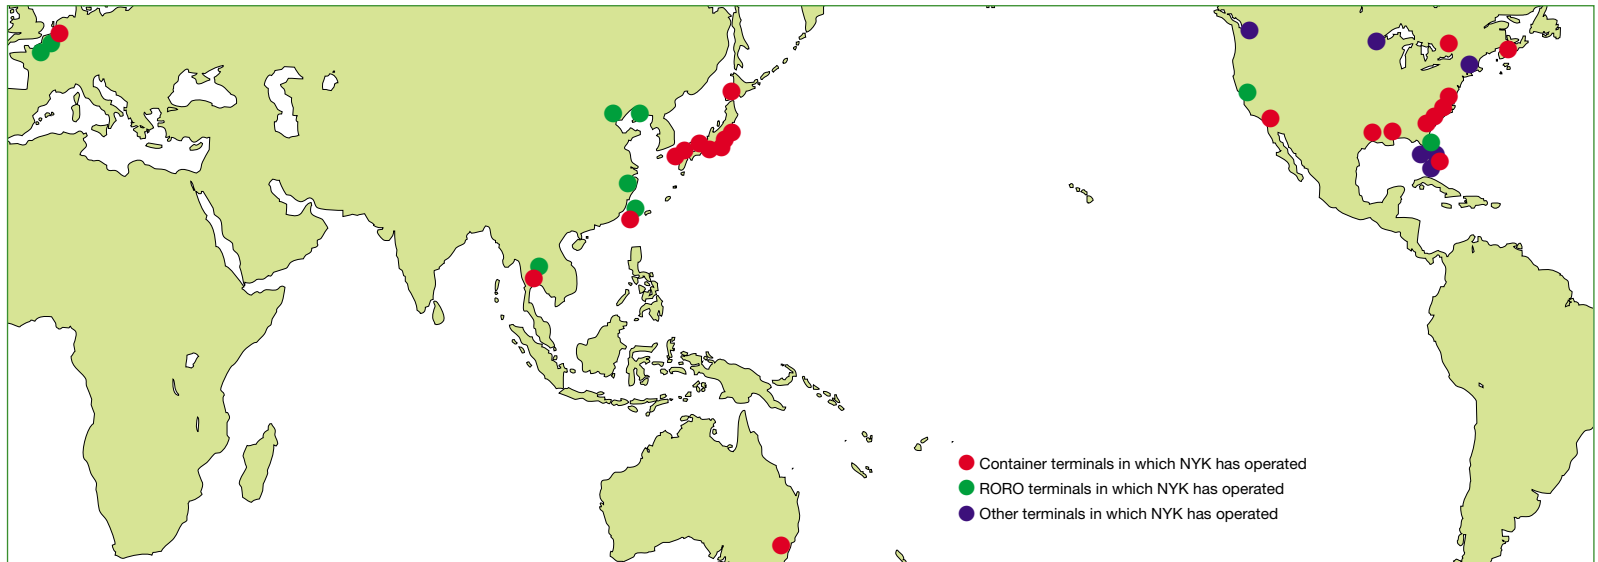 Container terminals in which NYK has operated
RORO terminals in which NYK has operated
Other terminals in which NYK has operated